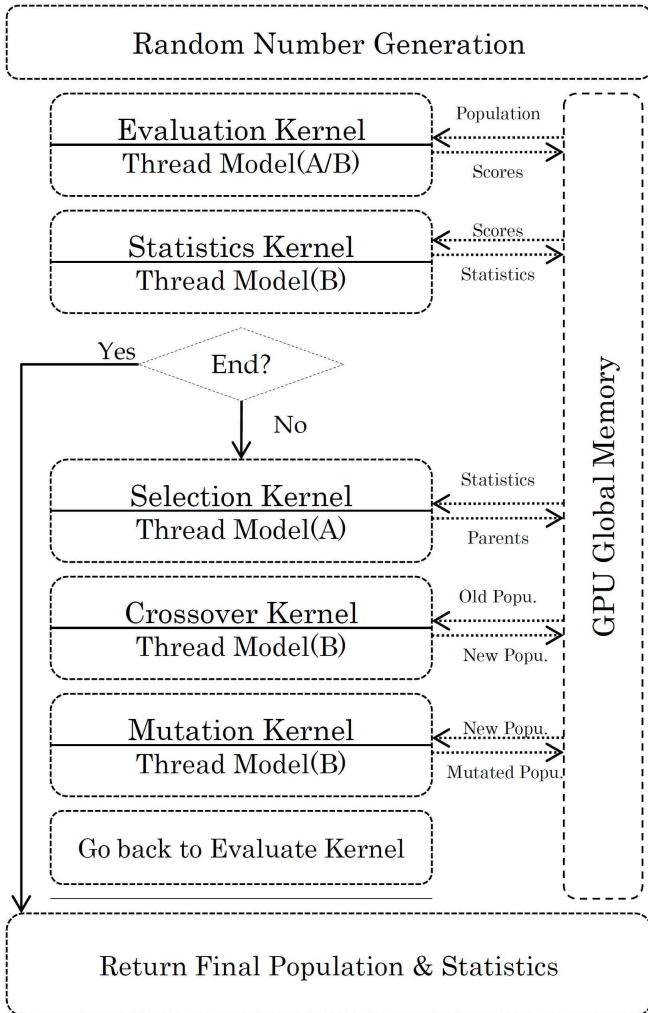 Random Number Generation
Evaluation Kernel
Thread Model(A/B)
Population
Scores
Statistics Kernel
Thread Model(B)
Scores
Statistics
Yes
End?
No
Selection Kernel
Thread Model(A)
Statistics
Parents
Crossover Kernel
Thread Model(B)
Old Popu.
New Popu.
Mutation Kernel
Thread Model(B)
New Popu.
Mutated Popu.
Go back to Evaluate Kernel
GPU Global Memory
Return Final Population & Statistics